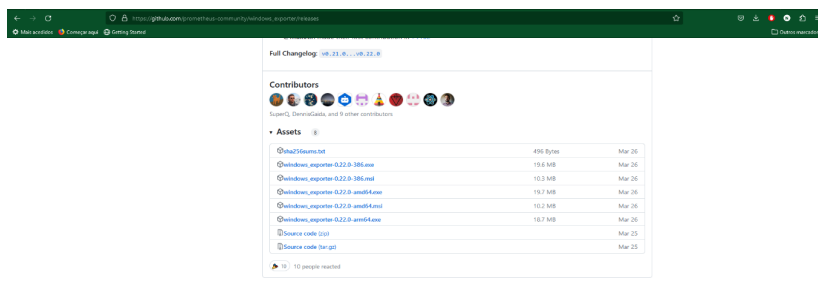 https://github.com/prometheus-community/windows_exporter/releases
Mais acedidos
Começar aqui
Getting Started
Outros marcador
Full Changelog: v0.21.0...v0.22.0
Contributors
SuperQ, DennisGasta, and 9 other contributors
Assets 8
sha256sums.txt 496 Bytes Mar 26
windows_exporter-0.22.0-386.exe 19.6 MB Mar 26
windows_exporter-0.22.0-386.msi 10.3 MB Mar 26
windows_exporter-0.22.0-amd64.exe 19.7 MB Mar 26
windows_exporter-0.22.0-amd64.msi 10.2 MB Mar 26
windows_exporter-0.22.0-arm64.exe 18.7 MB Mar 26
Source code (zip) Mar 25
Source code (tar.gz) Mar 25
10 people reacted